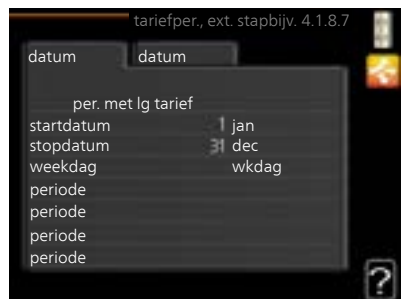 tariefper., ext. stapbijv. 4.1.8.7
datum datum
per. met lg tarief
startdatum 1 jan
stopdatum 31 dec
weekdag wkdag
periode
periode
periode
periode
?